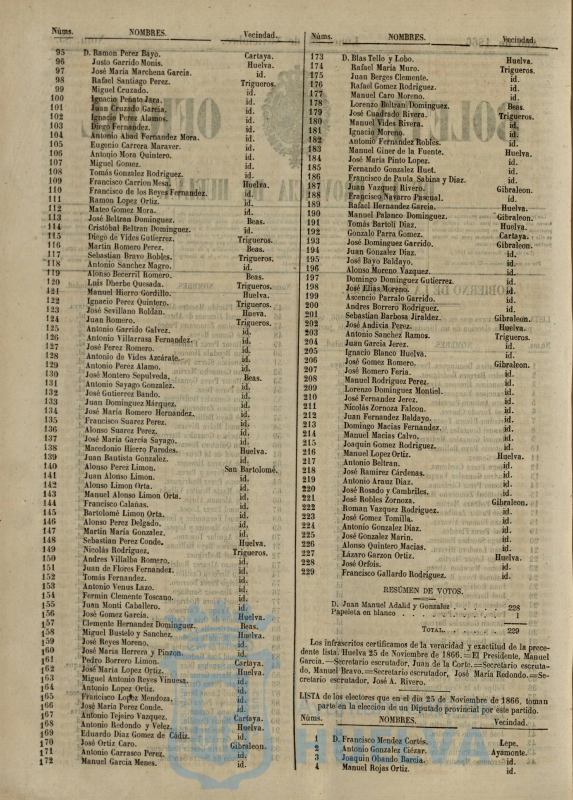 Núms. NOMBRES. Vecindad.
95 D. Ramon Perez Bayo. Cartaya.
96 Justo Garrido Monis. Huelva.
97 José María Marchena García. id.
98 Rafael Santiago Perez. Trigueros.
99 Miguel Cruzado. id.
100 Ignacio Peñato Jara. id.
101 Juan Cruzado García. id.
102 Ignacio Perez Alamos. id.
103 Diego Fernandez. id.
104 Antonio Abad Fernandez Mora. id.
105 Eugenio Carrera Maraver. id.
106 Antonio Mora Quintero. id.
107 Miguel Gomez. id.
108 Tomás Gonzalez Rodriguez. id.
109 Francisco Carrion Mesa. Huelva.
110 Francisco de los Reyes Fernandez. id.
111 Ramon Lopez Ortiz. id.
112 Mateo Gomez Mora. id.
113 José Beltran Dominguez. Beas.
114 Cristóbal Beltran Dominguez. id.
115 Diego de Vides Gutierrez. Trigueros.
116 Martin Romero Perez. Beas.
117 Sebastian Bravo Robles. Trigueros.
118 Antonio Sanchez Magro. id.
119 Alonso Becerril Romero. Beas.
120 Luis Dherbe Quesada. Trigueros.
121 Manuel Hierro Gordillo. Huelva.
122 Ignacio Perez Quintero. Trigueros.
123 José Sevillano Roldan. Hueva.
124 Juan Romero. Trigueros.
125 Antonio Garrido Galvez. id.
126 Antonio Villarrasa Fernandez. id.
127 José Perez Romero. id.
128 Antonio de Vides Azcárate. id.
129 Antonio Perez Alamo. id.
130 José Montero Sepulveda. Beas.
131 Antonio Sayago Gonzalez. id.
132 José Gutierrez Bando. id.
133 Juan Dominguez Márquez. id.
134 José María Romero Hernandez. id.
135 Francisco Suarez Perez. id.
136 Alonso Suarez Perez. id.
137 José María García Sayago. id.
138 Macedonio Hierro Paredes. Huelva.
139 Juan Bautista Gonzalez. id.
140 Alonso Perez Limon. San Bartolomé.
141 Juan Alonso Limon. id.
142 Alonso Limon Orta. id.
143 Manuel Alonso Limon Orta. id.
144 Francisco Calañas. id.
145 Bartolomé Limon Orta. id.
146 Alonso Perez Delgado. id.
147 Martin María Gonzalez. id.
148 Sebastian Perez Conde. Huelva.
149 Nicolás Rodriguez. Trigueros.
150 Andres Villalba Romero. id.
151 Juan de Flores Fernandez. id.
152 Tomás Fernandez. id.
153 Antonio Venus Lazo. id.
154 Fermin Clemente Toscano. id.
155 Juan Monti Caballero. id.
156 José Gomez García. Huelva.
157 Clemente Hernandez Dominguez. Beas.
158 Miguel Bustelo y Sanchez. Huelva.
159 José Reyes Moreno. id.
160 José María Herrera y Pinzon. id.
161 Pedro Borrero Limon. Cartaya.
162 José María Lopez Ortiz. Huelva.
163 Miguel Antonio Reyes Vinuesa. id.
164 Antonio Lopez Ortiz. id.
165 Francisco Lope Mendoza. id.
166 José María Perez Conde. id.
167 Antonio Tejeiro Vazquez. Cartaya.
168 Antonio Redondo y Velez. Huelva.
169 Eduardo Diaz Gomez de Cádiz. id.
170 José Ortiz Caro. Gibraleon.
171 Antonio Carrasco Perez. id.
172 Manuel García Menes. id.
Núms. NOMBRES. Vecindad.
173 D. Blas Tello y Lobo. Huelva.
174 Rafael María Muro. Trigueros.
175 Juan Berges Clemente. id.
176 Rafael Gomez Rodriguez. id.
177 Manuel Caro Moreno. id.
178 Lorenzo Beltran Dominguez. Beas.
179 José Cuadrado Rivera. Trigueros.
180 Manuel Vides Rivera. id.
181 Ignacio Moreno. id.
182 Antonio Fernandez Robles. id.
183 Manuel Giner de la Fuente. Huelva.
184 José María Pinto Lopez. id.
185 Fernando Gonzalez Huet. id.
186 Francisco de Paula, Sabina y Diaz. id.
187 Juan Vazquez Rivero. Gibraleon.
188 Francisco Navarro Pascual. id.
189 Rafael Hernandez García. Huelva.
190 Manuel Palanco Dominguez. Gibraleon.
191 Tomás Bartolí Diaz. Huelva.
192 Gonzalo Parra Gomez. Cartaya.
193 José Dominguez Garrido. Gibraleon.
194 Juan Gonzalez Diaz. id.
195 José Bayo Baldayo. id.
196 Alonso Moreno Vazquez. id.
197 Domingo Dominguez Gutierrez. id.
198 José Elías Moreno. id.
199 Ascencio Parralo Garrido. id.
200 Andres Borrero Rodriguez. id.
201 Sebastian Barbosa Jiraldez. Gibraleon.
202 José Andivia Perez. Huelva.
203 Antonio Sanchez Ramos. Trigueros.
204 Juan García Jerez. id.
205 Ignacio Blanco Huelva. id.
206 José Gomez Romero. Gibraleon.
207 José Romero Feria. id.
208 Manuel Rodriguez Perez. id.
209 Lorenzo Dominguez Montiel. id.
210 José Fernandez Jerez. id.
211 Nicolás Zornoza Falcon. id.
212 Juan Fernandez Baldayo. id.
213 Domingo Macias Fernandez. id.
214 Manuel Macías Calvo. id.
215 Joaquin Gomez Rodriguez. id.
216 Manuel Lopez Ortiz. Huelva.
217 Antonio Beltran. id.
218 José Ramirez Cárdenas. id.
219 Antonio Arauz Diaz. id.
220 José Rosado y Cambriles. id.
221 José Robles Zornoza. Gibraleon.
222 Roman Vazquez Rodriguez. id.
223 José Gomez Tomilla. id.
224 Antonio Gonzalez Diaz. id.
225 José Gonzalez Marin. id.
226 Alonso Quintero Macías. id.
227 Lázaro Garzon Ortiz. Huelva.
228 José Orfois. id.
229 Francisco Gallardo Rodriguez. id.
RESÚMEN DE VOTOS.
D. Juan Manuel Adalid y Gonzalez . . . . . . . . 228
Papeleta en blanco . . . . . . . . . . . . 1
TOTAL. . . . 229
Los infrascritos certificamos de la veracidad y exactitud de la precedente
lista. Huelva 25 de Noviembre de 1866.=El Presidente, Manuel
García.—Secretario escrutador, Juan de la Corte.=Secretario escrutado,
Manuel Bravo.=Secretario escrutador, José María Redondo.=Secretario
escrutador, José A. Rivero.
LISTA de los electores que en el dia 25 de Noviembre de 1866, toman
parte en la eleccion de un Diputado provincial por este partido.
Núms. NOMBRES. Vecindad.
1 D. Francisco Mendez Cortés. Lepe.
2 Antonio Gonzalez Ciézar. Ayamonte.
3 Joaquin Obando Barcia. id.
4 Manuel Rojas Ortiz. id.
HUELVA